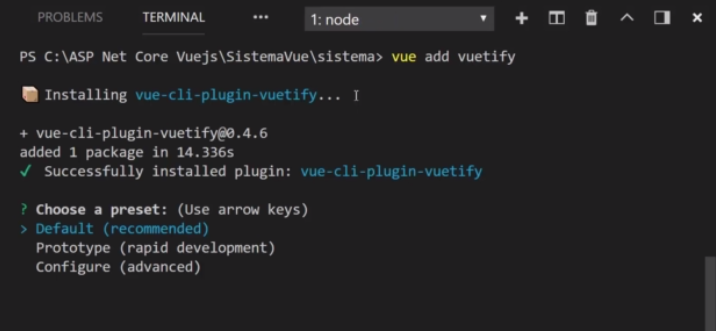 PROBLEMS TERMINAL ••• 1: node
PS C:\ASP Net Core Vuejs\SistemaVue\sistema> vue add vuetify
Installing vue-cli-plugin-vuetify...
+ vue-cli-plugin-vuetify@0.4.6
added 1 package in 14.336s
✓ Successfully installed plugin: vue-cli-plugin-vuetify
? Choose a preset: (Use arrow keys)
> Default (recommended)
Prototype (rapid development)
Configure (advanced)